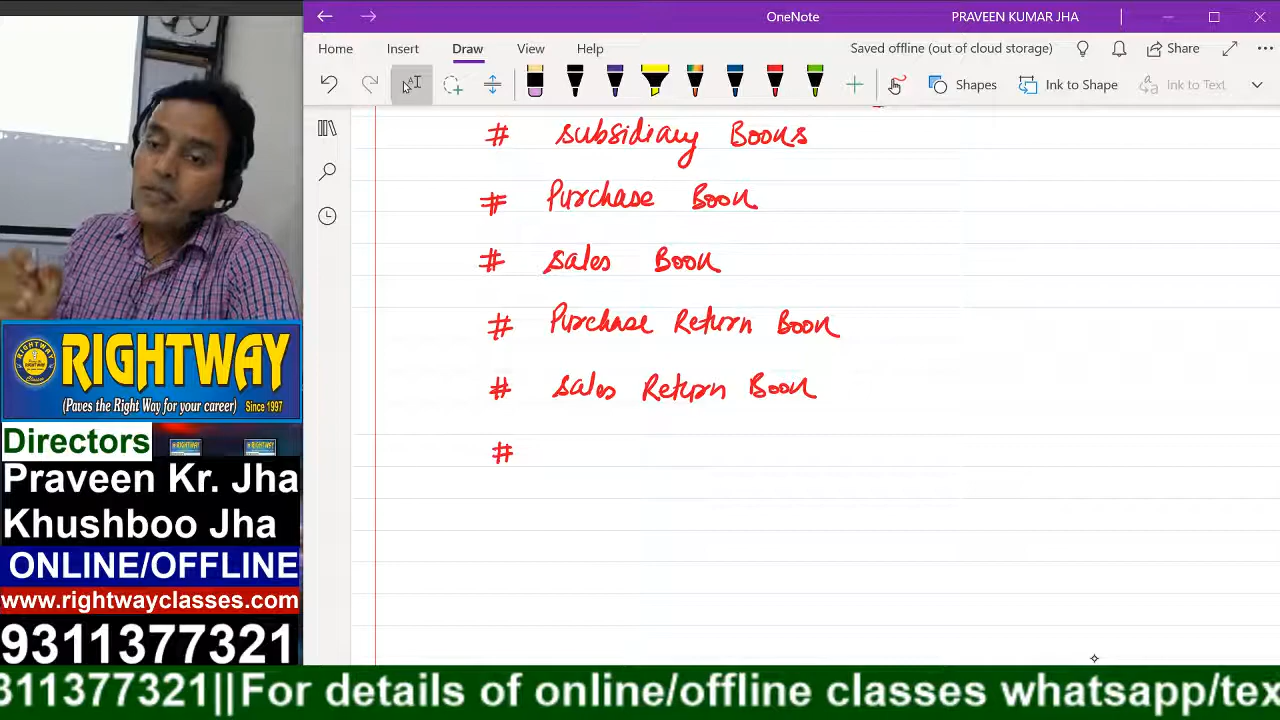 OneNote
PRAVEEN KUMAR JHA
Home Insert Draw View Help
Saved offline (out of cloud storage)
Share
Shapes
Ink to Shape
Ink to Text
# subsidiary Books
# Purchase Book
# sales Book
# Purchase Return Book
# sales Return Book
#
RIGHTWAY
(Paves the Right Way for your career) Since 1997
Directors
Praveen Kr. Jha
Khushboo Jha
ONLINE/OFFLINE
www.rightwayclasses.com
9311377321
311377321||For details of online/offline classes whatsapp/tex